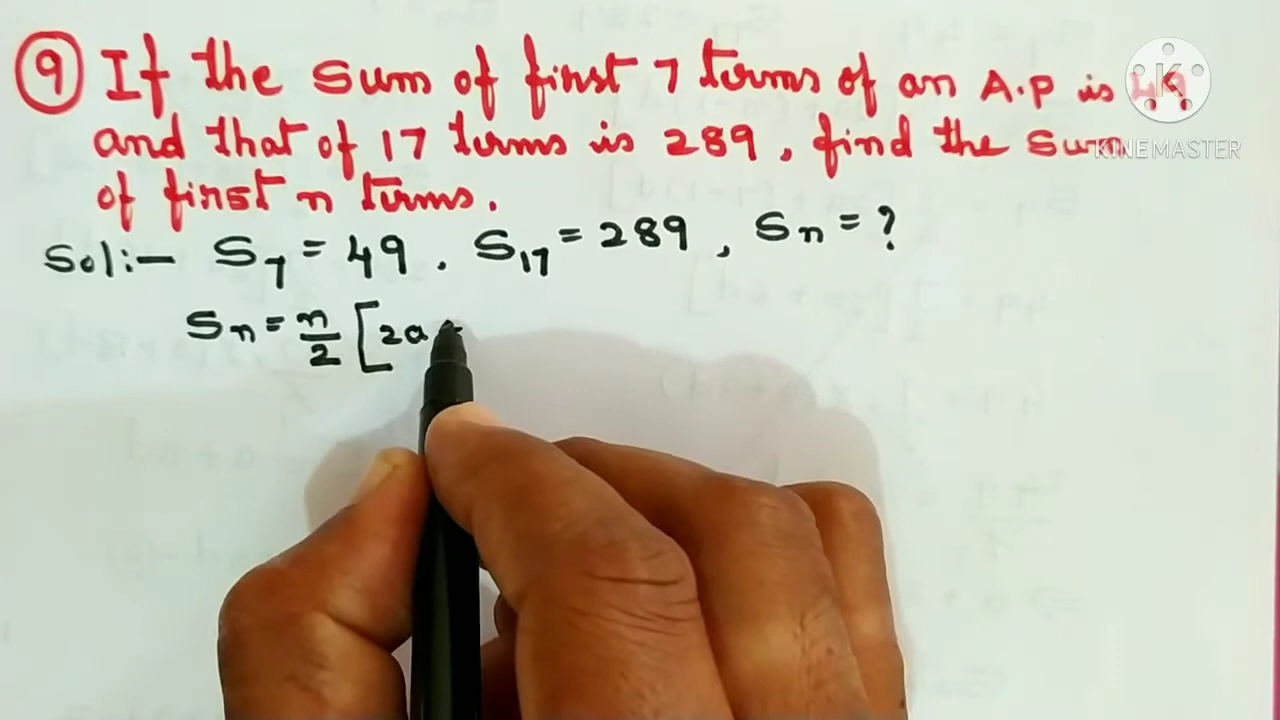 9 If the sum of first 7 terms of an A.P is 49
and that of 17 terms is 289, find the sum
of first n terms.
Sol:- S7 = 49. S17 = 289, Sn = ?
Sn = n/2 [2a +
K
KINEMASTER